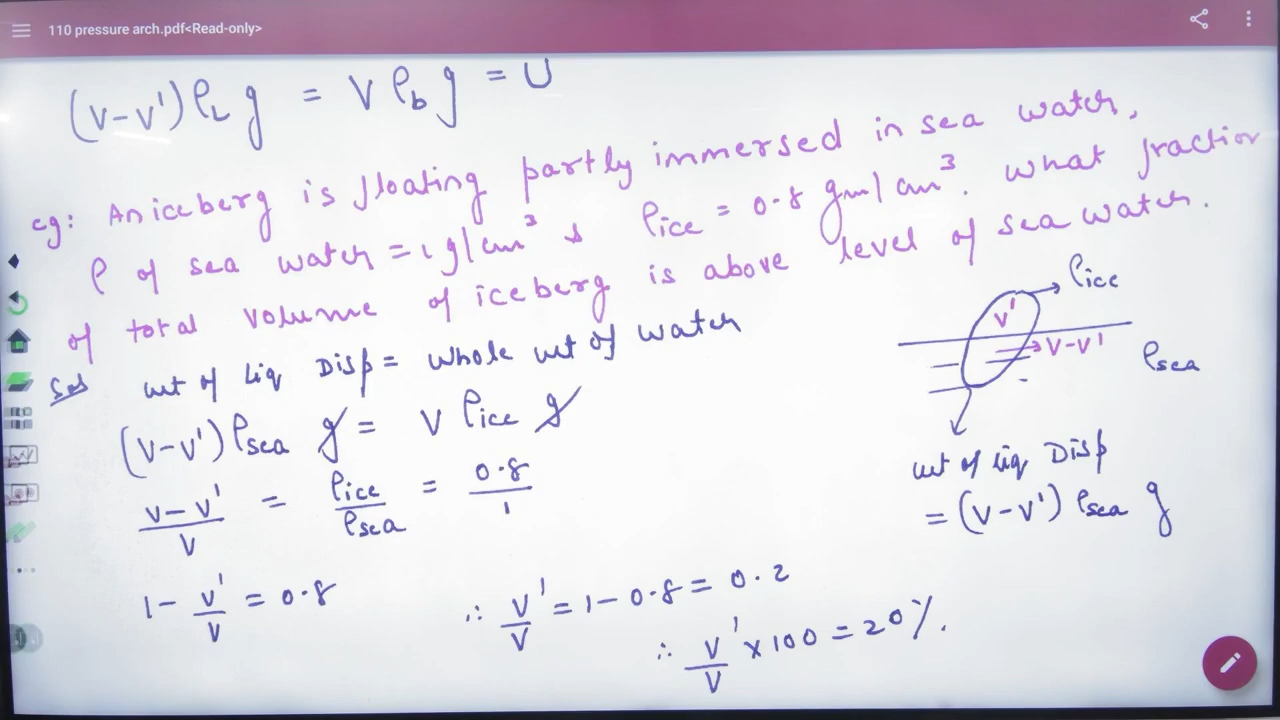 110 pressure arch.pdf<Read-only>
(V-V')ρ_L g = V ρ_b g = U
eg: An iceberg is floating partly immersed in sea water,
ρ of sea water = 1 g/cm³ & ρice = 0.8 gm/cm³. What fraction
of total volume of iceberg is above level of sea water.
Sol wt of liq Disp = whole wt of water
(V-V')ρsea g = V ρice g
V-V'/V = ρice/ρsea = 0.8/1
1 - V'/V = 0.8
∴ V'/V = 1-0.8 = 0.2
∴ V'/V × 100 = 20%.
ρice
V'
V-V'
ρsea
wt of liq Disp
= (V-V') ρsea g